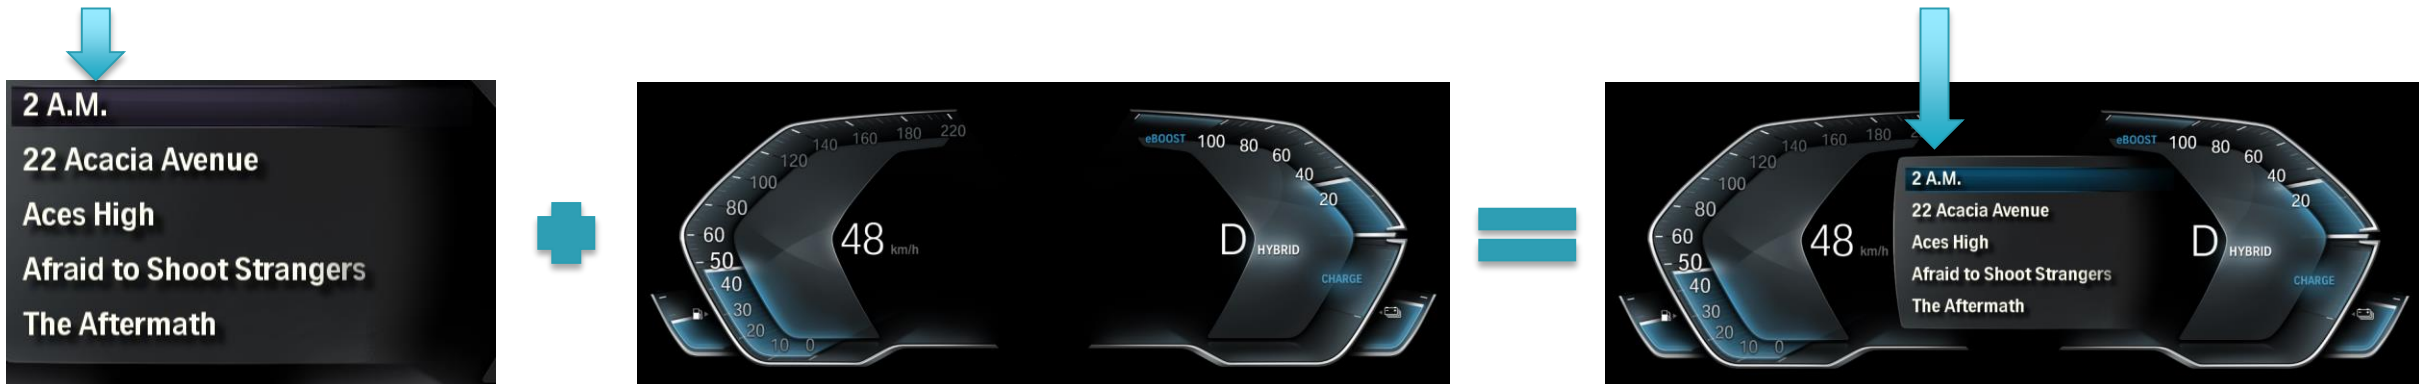 2 A.M.
22 Acacia Avenue
Aces High
Afraid to Shoot Strangers
The Aftermath
220
180
160
140
120
100
80
60
50
40
30
20
10
0
48 km/h
eBOOST
100
80
60
40
20
D HYBRID
CHARGE
180
160
140
120
100
80
60
50
40
30
20
10
0
48 km/h
2 A.M.
22 Acacia Avenue
Aces High
Afraid to Shoot Strangers
The Aftermath
eBOOST
100
80
60
40
20
D HYBRID
CHARGE